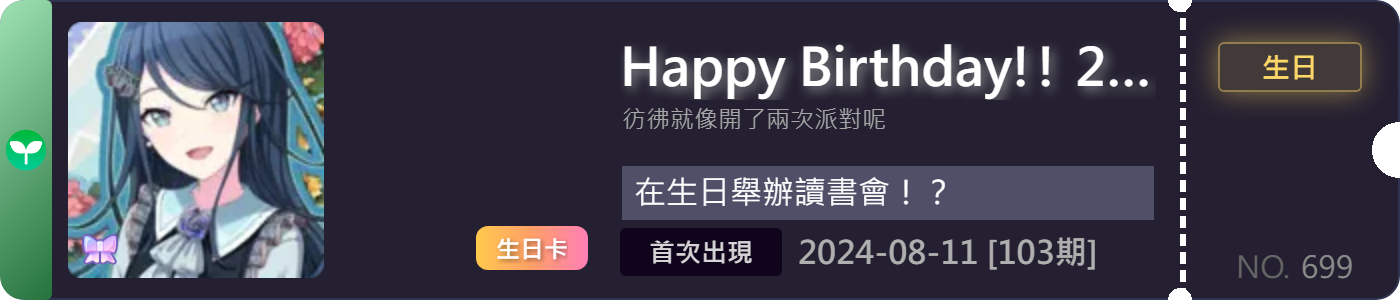 Happy Birthday!! 2...
彷彿就像開了兩次派對呢
在生日舉辦讀書會！？
生日卡
首次出現
2024-08-11 [103期]
生日
NO. 699